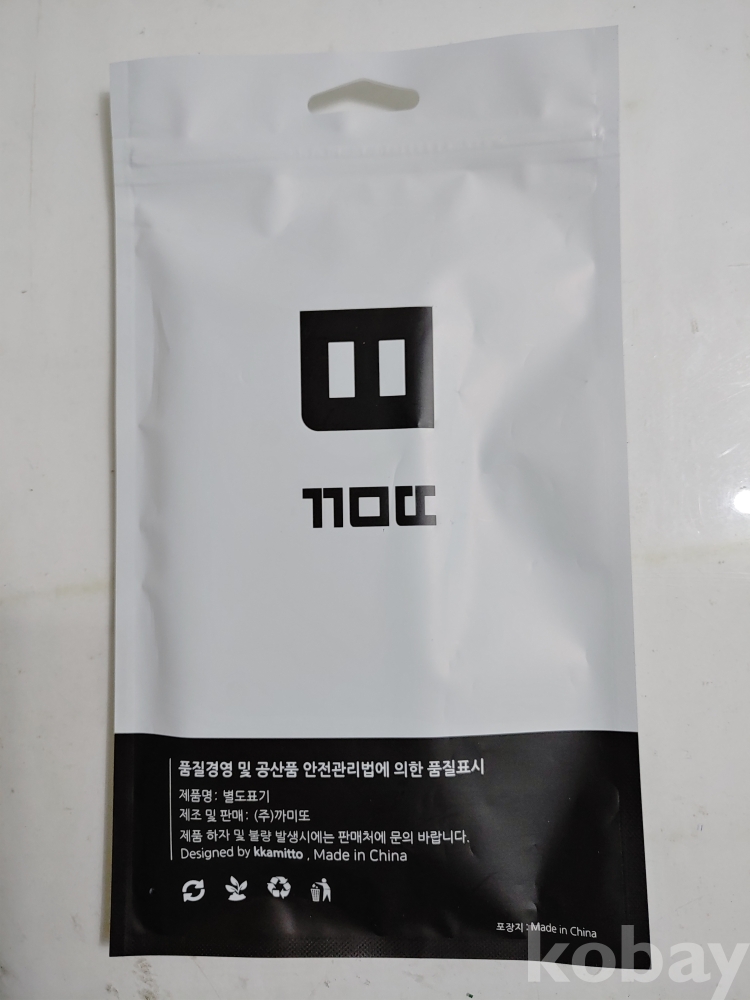 ㄲㅁㄸ
품질경영 및 공산품 안전관리법에 의한 품질표시
제품명: 별도표기
제조 및 판매: (주)까미또
제품 하자 및 불량 발생시에는 판매처에 문의 바랍니다.
Designed by kkamitto , Made in China
포장지 : Made in China
kobay